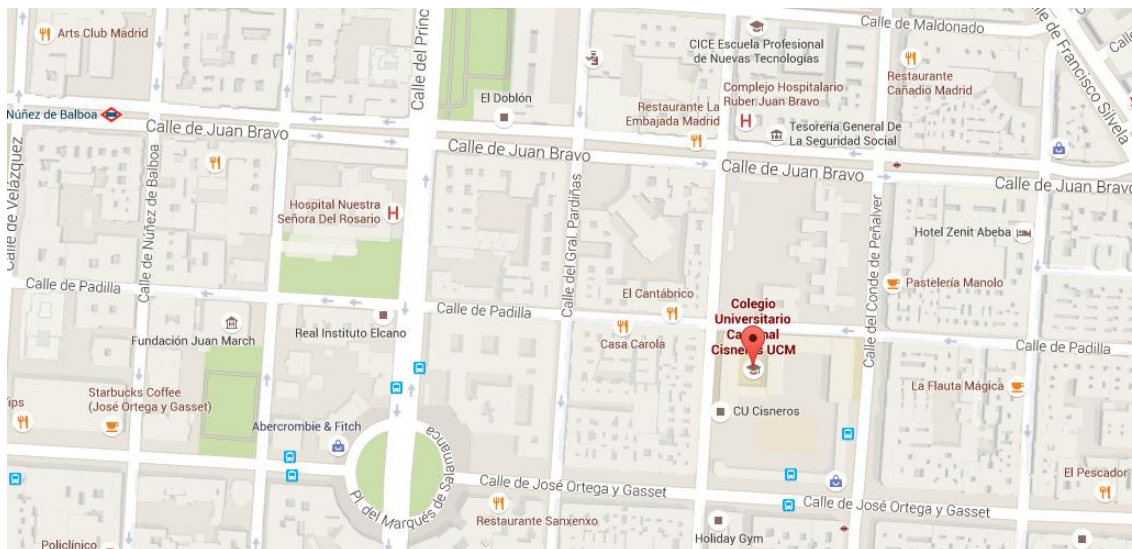 Arts Club Madrid
Calle del Prínc
CICE Escuela Profesional
de Nuevas Tecnologías
Calle de Maldonado
Calle de Francisco Silvela
Calle
Restaurante
Cañadio Madrid
Complejo Hospitalario
Ruber Juan Bravo
Núñez de Balboa
El Doblón
Restaurante La
Embajada Madrid
Tesorería General De
La Seguridad Social
Calle de Juan Bravo
Calle de Juan Bravo
Calle de Juan Bravo
Calle de Juan Bravo
Calle de Velázquez
Calle de Núñez de Balboa
Hospital Nuestra
Señora Del Rosario
H
H
Calle del Gral. Pardiñas
Calle del Conde de Peñalver
Hotel Zenit Abeba
Pastelería Manolo
Calle de Padilla
Calle de Padilla
Calle de Padilla
El Cantábrico
Colegio
Universitario
Cardenal
Cisneros UCM
Real Instituto Elcano
Fundación Juan March
Casa Carola
La Flauta Mágica
Starbucks Coffee
(José Ortega y Gasset)
Vips
CU Cisneros
Abercrombie & Fitch
Pl. del Marqués de Salamanca
El Pescador
Calle de José Ortega y Gasset
Calle de José Ortega y Gasset
Restaurante Sanxenxo
Holiday Gym
Policlínico